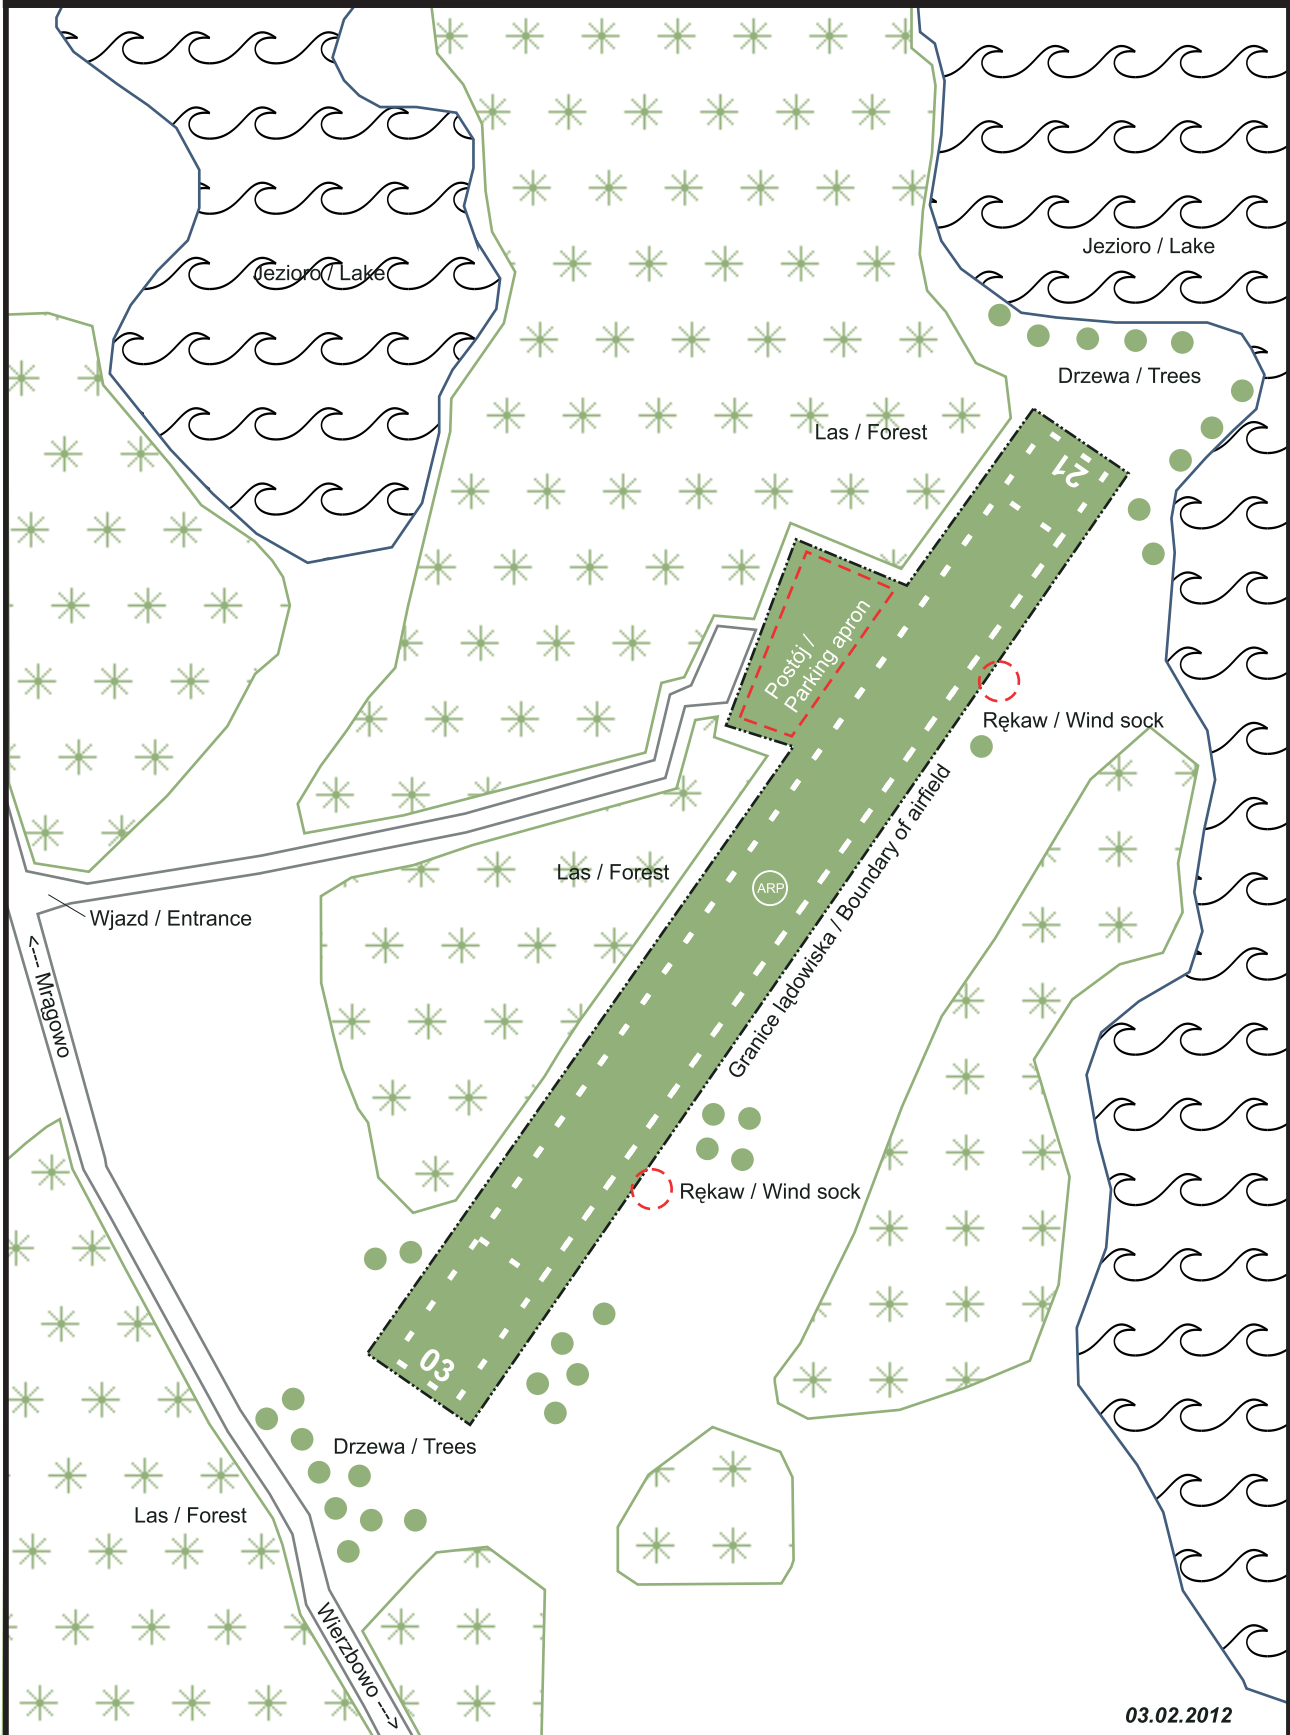 Jezioro / Lake
Jezioro / Lake
Drzewa / Trees
Las / Forest
21
Postój /
Parking apron
Rękaw / Wind sock
Las / Forest
ARP
Granice lądowiska / Boundary of airfield
Wjazd / Entrance
<---- Mrągowo
Rękaw / Wind sock
03
Drzewa / Trees
Las / Forest
Wierzbowo ---->
03.02.2012